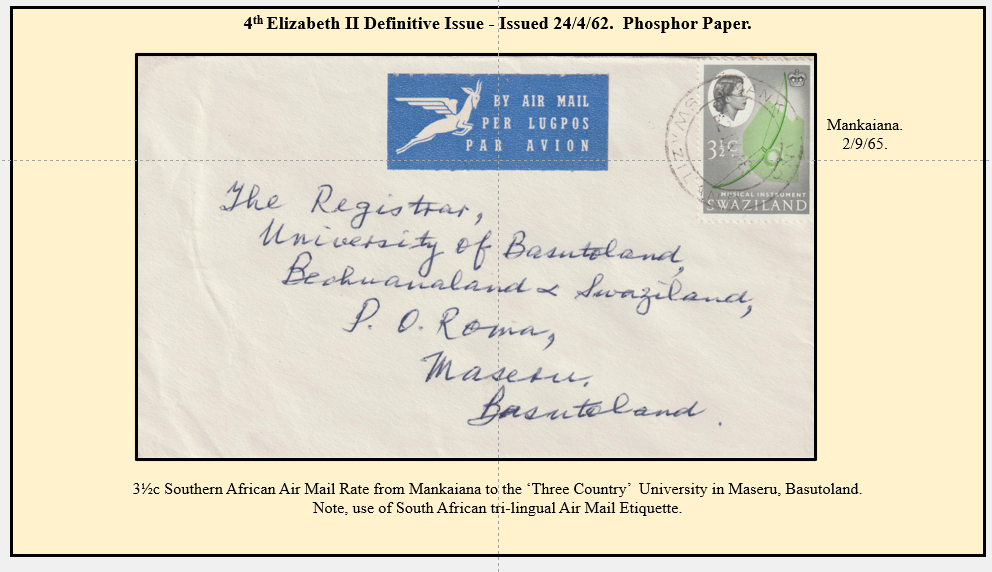 4th Elizabeth II Definitive Issue - Issued 24/4/62. Phosphor Paper.
BY AIR MAIL
PER LUGPOS
PAR AVION
3½c
MUSICAL INSTRUMENT
SWAZILAND
Mankaiana.
2/9/65.
The Registrar,
University of Basutoland,
Bechuanaland & Swaziland,
P. O. Roma,
Maseru,
Basutoland.
3½c Southern African Air Mail Rate from Mankaiana to the ‘Three Country’ University in Maseru, Basutoland.
Note, use of South African tri-lingual Air Mail Etiquette.